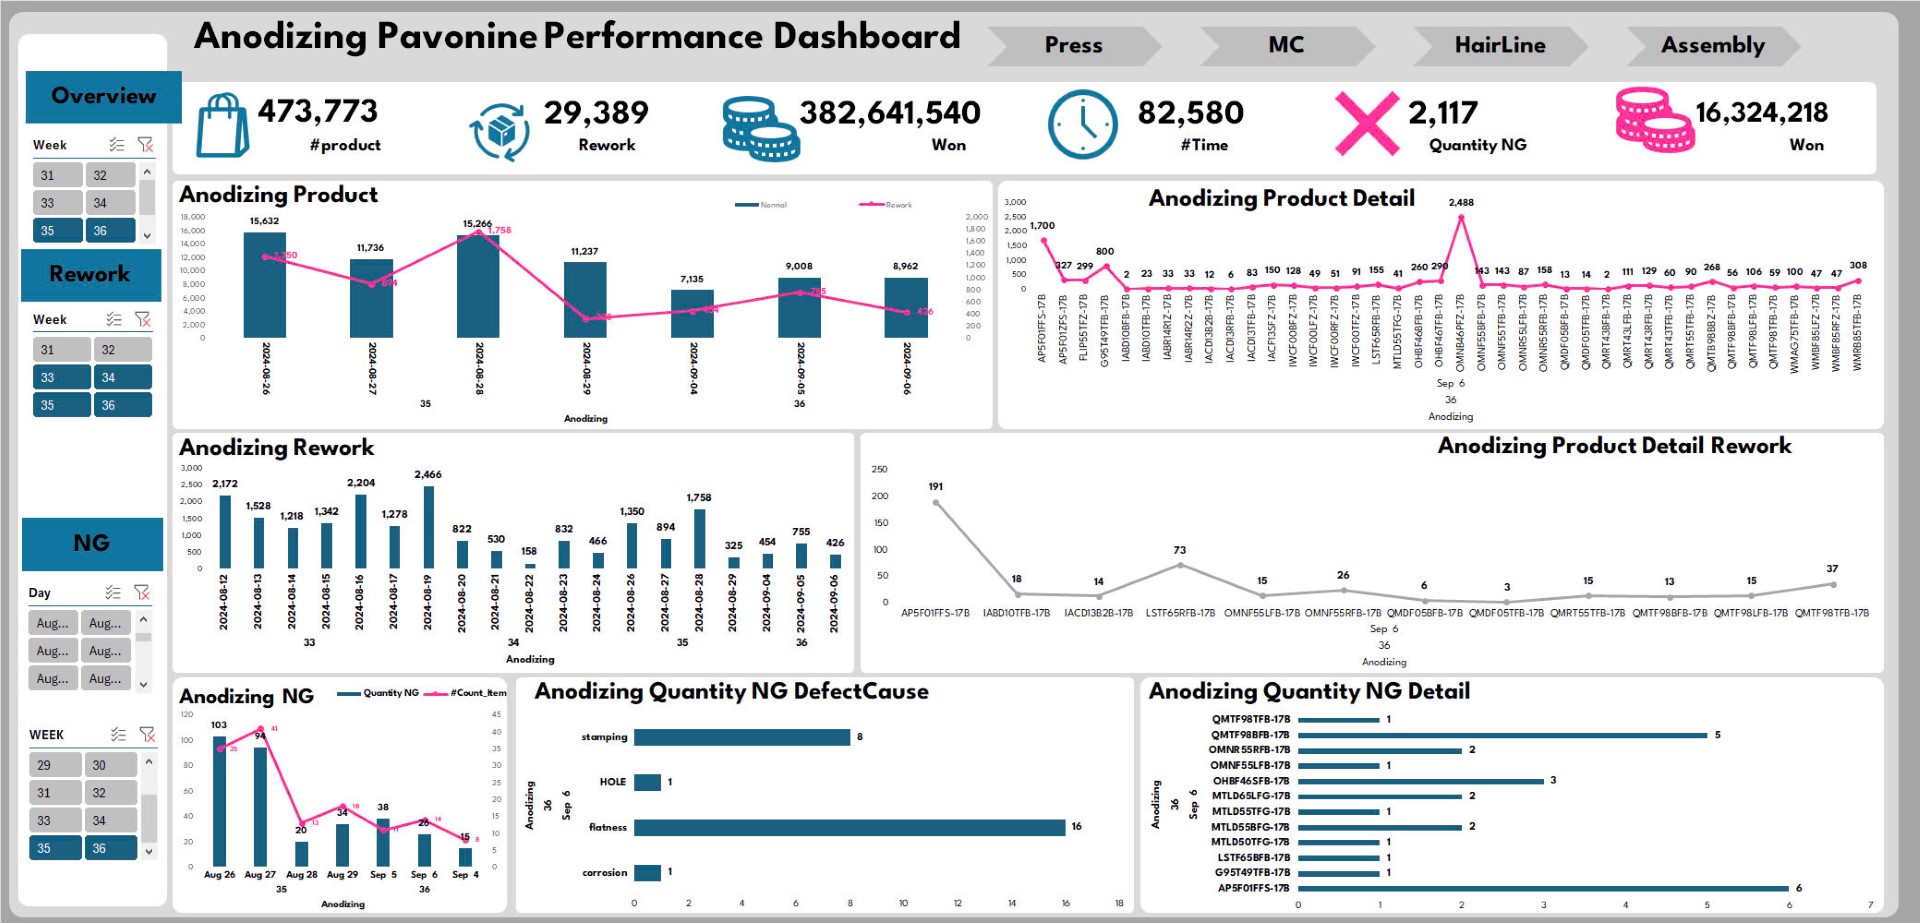 Anodizing Pavonine Performance Dashboard
Press
MC
HairLine
Assembly
Overview
473,773
#product
29,389
Rework
382,641,540
Won
82,580
#Time
2,117
Quantity NG
16,324,218
Won
Week
31 32
33 34
35 36
Rework
Week
31 32
33 34
35 36
NG
Day
Aug... Aug...
Aug... Aug...
Aug... Aug...
WEEK
29 30
31 32
33 34
35 36
Anodizing Product
Normal Rework
18,000
16,000
14,000
12,000
10,000
8,000
6,000
4,000
2,000
0
15,632 11,736 15,266 11,237 7,135 9,008 8,962
1,758
894
426
2,000
1,800
1,600
1,400
1,200
1,000
800
600
400
200
0
2024-08-26 2024-08-27 2024-08-28 2024-08-29 2024-09-04 2024-09-05 2024-09-06
35 36
Anodizing
Anodizing Product Detail
3,000
2,500
2,000
1,500
1,000
500
0
1,700 327 299 800 2 23 33 33 12 6 83 150 128 49 51 91 155 41 260 290 2,488 143 143 87 158 13 14 2 111 129 60 90 268 56 106 59 100 47 47 308
AP5F01FFS-17B
AP5F01ZFS-17B
FLIP55TFZ-17B
G95T49TFB-17B
IABD10BFB-17B
IABD10TFB-17B
IABR14R1Z-17B
IABR14R2Z-17B
IACD13B2B-17B
IACD13RFB-17B
IACD13TFB-17B
IACF13SFZ-17B
IWCF00BFZ-17B
IWCF00LFZ-17B
IWCF00RFZ-17B
IWCF00TFZ-17B
LSTF65RFB-17B
MTLD55TFG-17B
OHBF46BFB-17B
OHBF46TFB-17B
OMNB46PFZ-17B
OMNF55BFB-17B
OMNF55TFB-17B
OMNR55LFB-17B
OMNR55RFB-17B
QMDF05BFB-17B
QMDF05TFB-17B
QMRT43BFB-17B
QMRT43LFB-17B
QMRT43RFB-17B
QMRT43TFB-17B
QMRT55TFB-17B
QMTB98BBZ-17B
QMTF98BFB-17B
QMTF98LFB-17B
QMTF98TFB-17B
WMAG75TFB-17B
WMBF85LFZ-17B
WMBF85RFZ-17B
WMRB85TFB-17B
Sep 6
36
Anodizing
Anodizing Rework
3,000
2,500
2,000
1,500
1,000
500
0
2,172 1,528 1,218 1,342 2,204 1,278 2,466 822 530 158 832 466 1,350 894 1,758 325 454 755 426
2024-08-12 2024-08-13 2024-08-14 2024-08-15 2024-08-16 2024-08-17 2024-08-19 2024-08-20 2024-08-21 2024-08-22 2024-08-23 2024-08-24 2024-08-26 2024-08-27 2024-08-28 2024-08-29 2024-09-04 2024-09-05 2024-09-06
33 34 35 36
Anodizing
Anodizing Product Detail Rework
250
200
150
100
50
0
191 18 14 73 15 26 6 3 15 13 15 37
AP5F01FFS-17B IABD10TFB-17B IACD13B2B-17B LSTF65RFB-17B OMNF55LFB-17B OMNF55RFB-17B QMDF05BFB-17B QMDF05TFB-17B QMRT55TFB-17B QMTF98BFB-17B QMTF98LFB-17B QMTF98TFB-17B
Sep 6
36
Anodizing
Anodizing NG
Quantity NG #Count_Item
120
100
80
60
40
20
0
103 94 20 34 38 26 15
35 41 13 18 11 14 8
45
40
35
30
25
20
15
10
5
0
Aug 26 Aug 27 Aug 28 Aug 29 Sep 5 Sep 6 Sep 4
35 36
Anodizing
Anodizing Quantity NG DefectCause
Anodizing
36
Sep 6
stamping 8
HOLE 1
flatness 16
corrosion 1
0 2 4 6 8 10 12 14 16 18
Anodizing Quantity NG Detail
Anodizing
36
Sep 6
QMTF98TFB-17B 1
QMTF98BFB-17B 5
OMNR55RFB-17B 2
OMNF55LFB-17B 1
OHBF46SFB-17B 3
MTLD65LFG-17B 2
MTLD55TFG-17B 1
MTLD55BFG-17B 2
MTLD50TFG-17B 1
LSTF65BFB-17B 1
G95T49TFB-17B 1
AP5F01FFS-17B 6
0 1 2 3 4 5 6 7